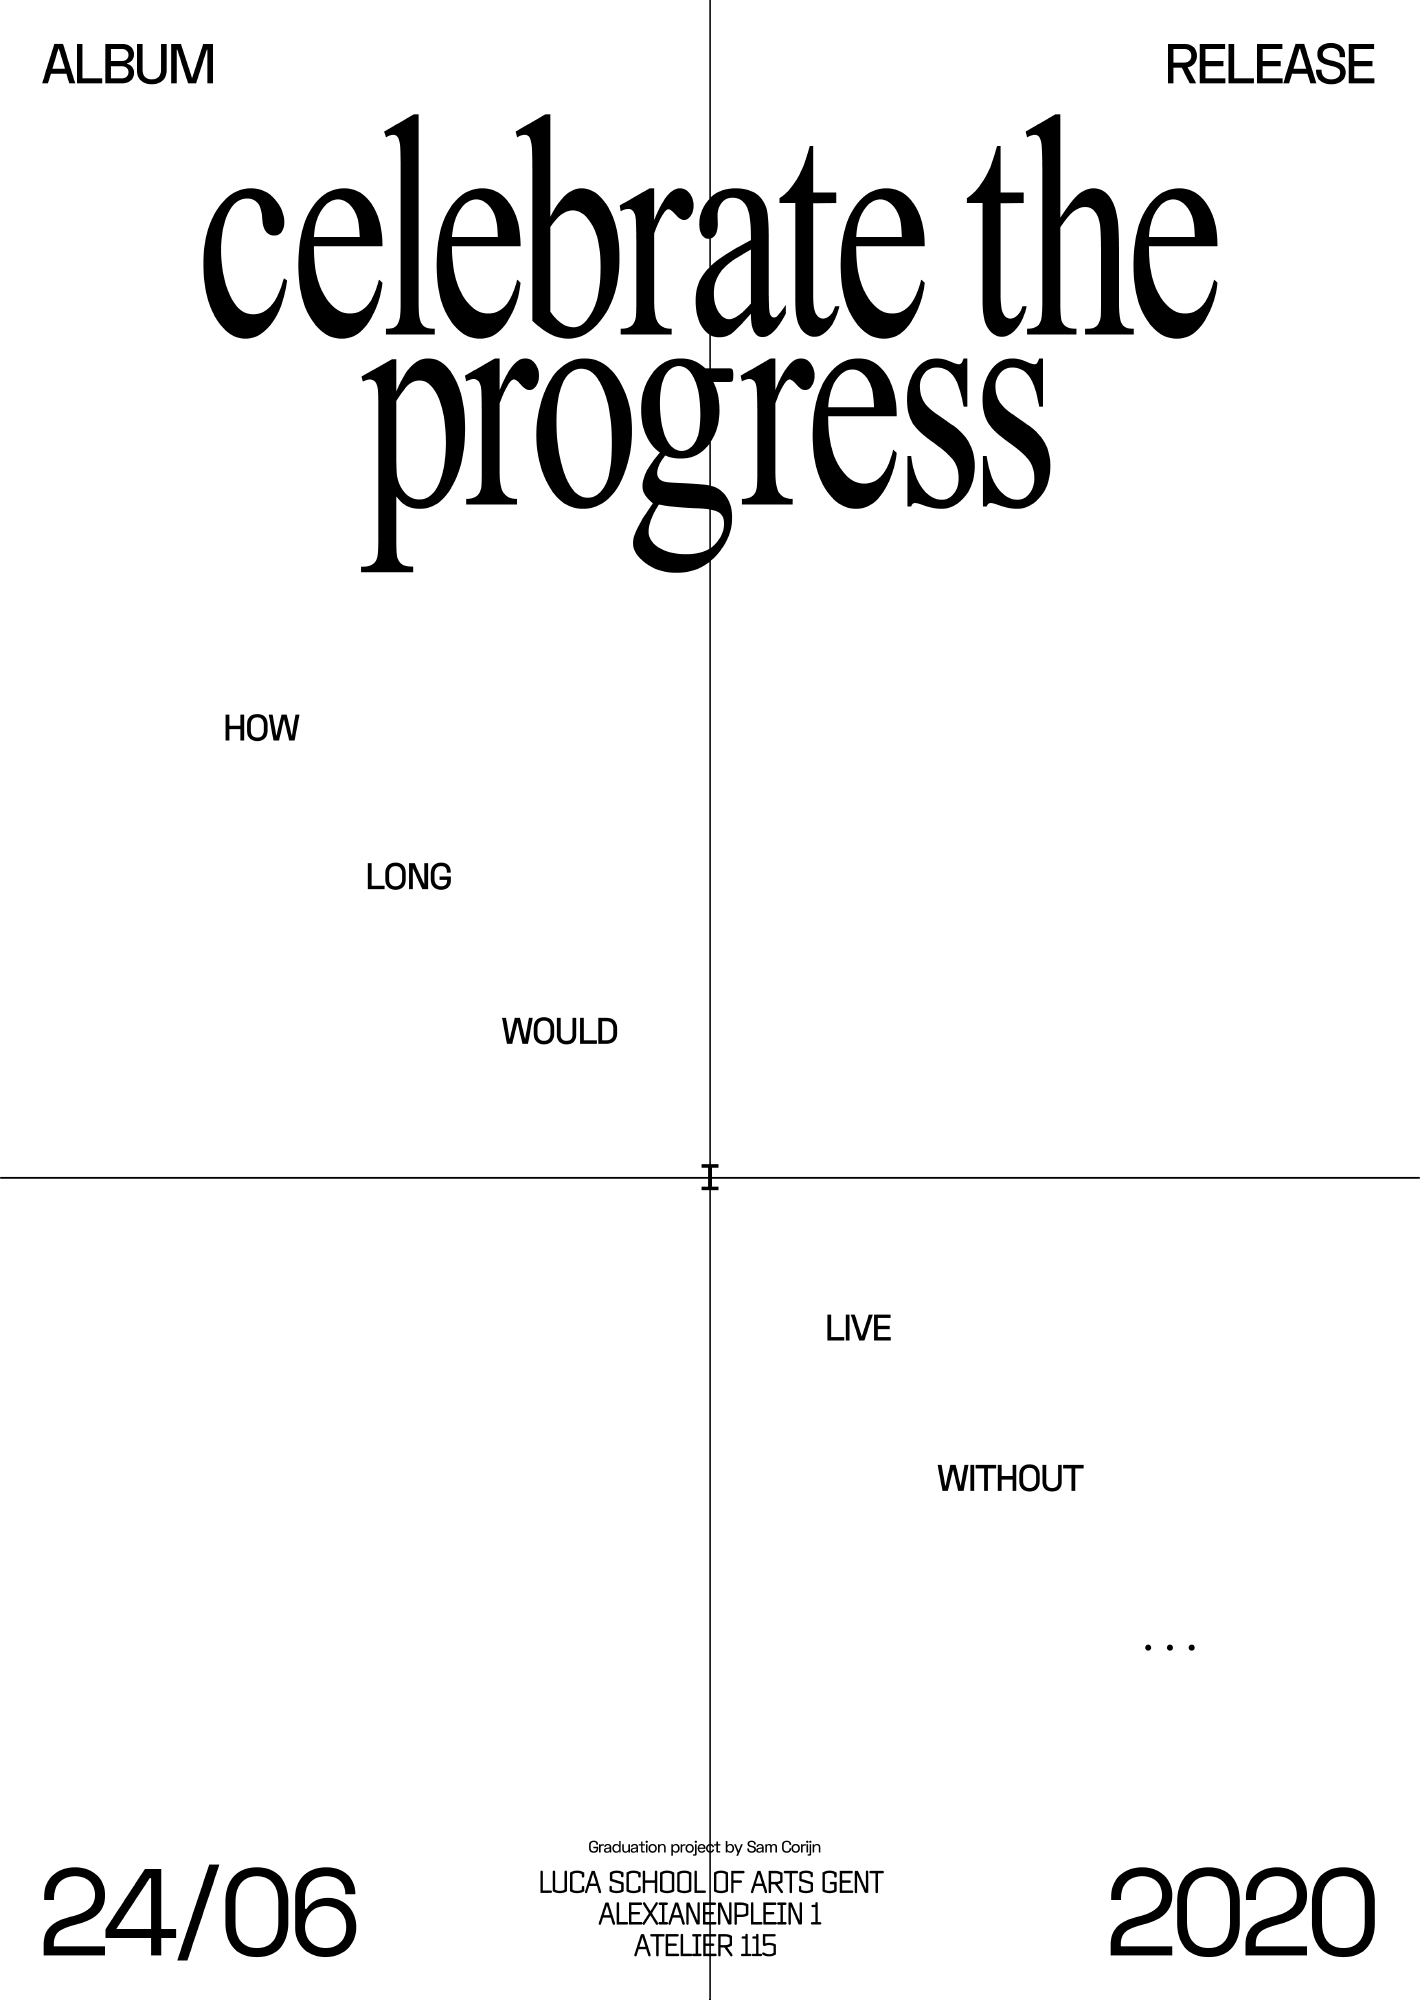 ALBUM RELEASE
celebrate the
progress
HOW
LONG
WOULD
I
LIVE
WITHOUT
...
Graduation project by Sam Corijn
LUCA SCHOOL OF ARTS GENT
ALEXIANENPLEIN 1
ATELIER 115
24/06 2020